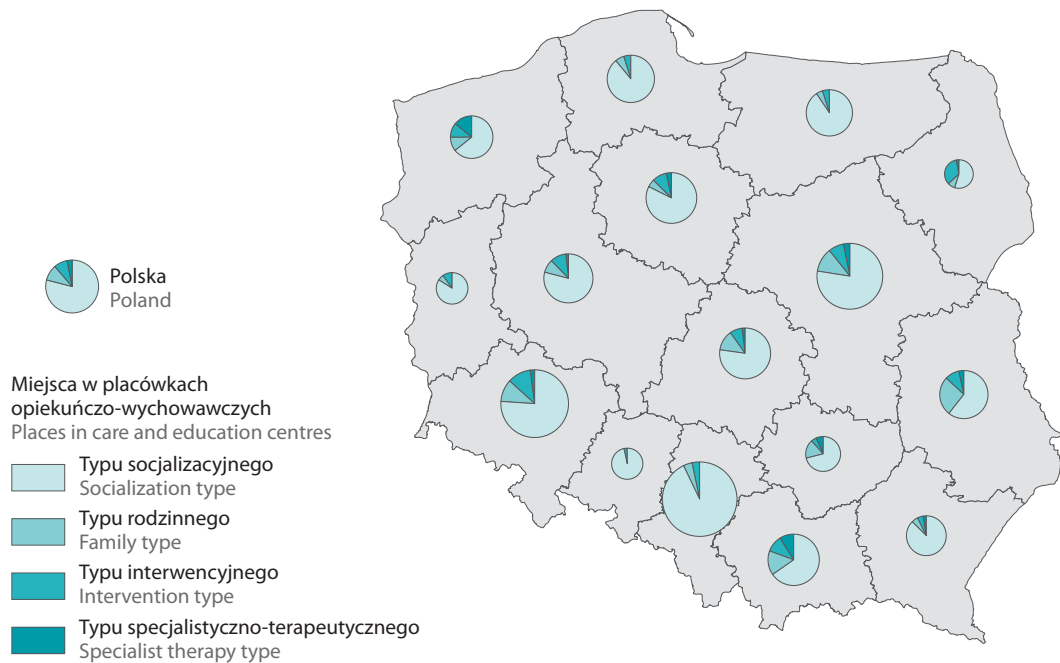 Polska
Poland
Miejsca w placówkach
opiekuńczo-wychowawczych
Places in care and education centres
Typu socjalizacyjnego
Socialization type
Typu rodzinnego
Family type
Typu interwencyjnego
Intervention type
Typu specjalistyczno-terapeutycznego
Specialist therapy type